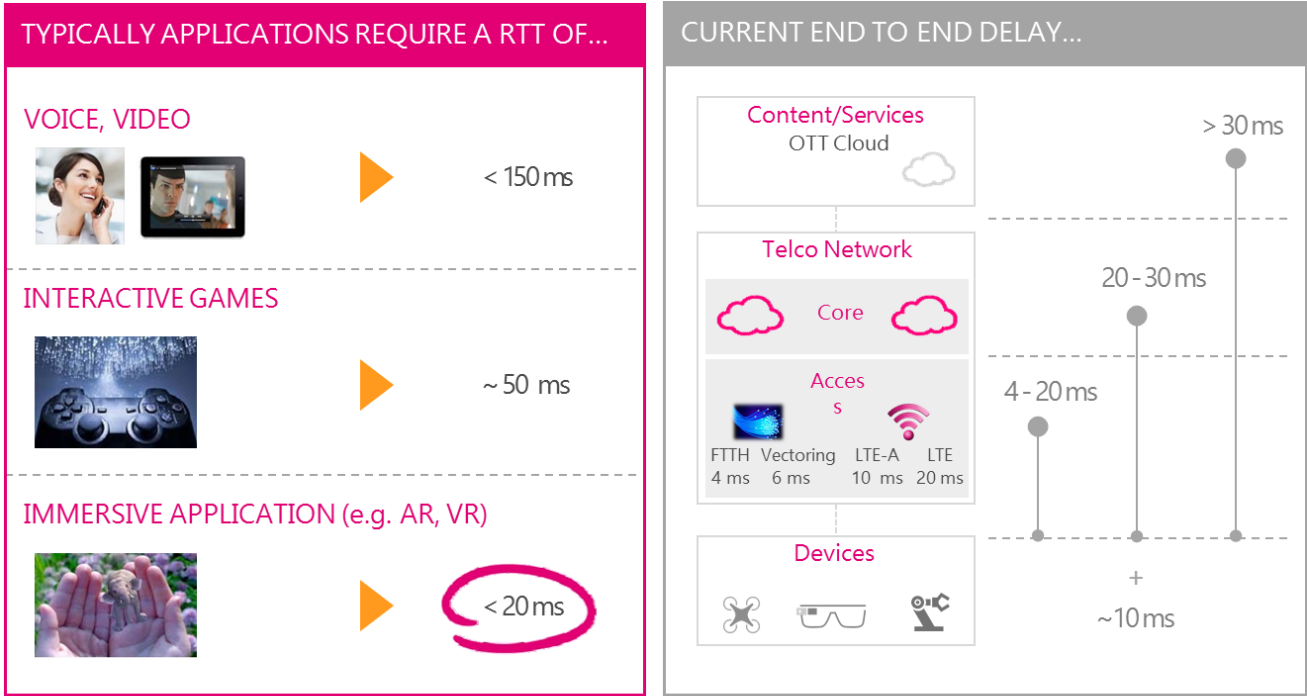 TYPICALLY APPLICATIONS REQUIRE A RTT OF...
VOICE, VIDEO
< 150 ms
INTERACTIVE GAMES
~ 50 ms
IMMERSIVE APPLICATION (e.g. AR, VR)
< 20 ms
CURRENT END TO END DELAY...
Content/Services
OTT Cloud
> 30 ms
Telco Network
20 - 30 ms
Core
Acces
s
4 - 20 ms
FTTH Vectoring LTE-A LTE
4 ms 6 ms 10 ms 20 ms
Devices
+
~10 ms